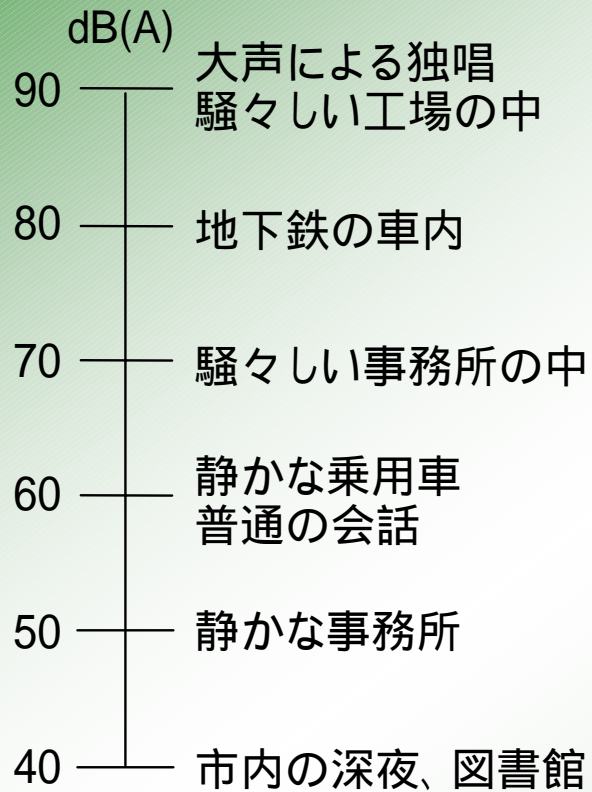 dB(A)
90 大声による独唱
騒々しい工場の中
80 地下鉄の車内
70 騒々しい事務所の中
60 静かな乗用車
普通の会話
50 静かな事務所
40 市内の深夜、図書館